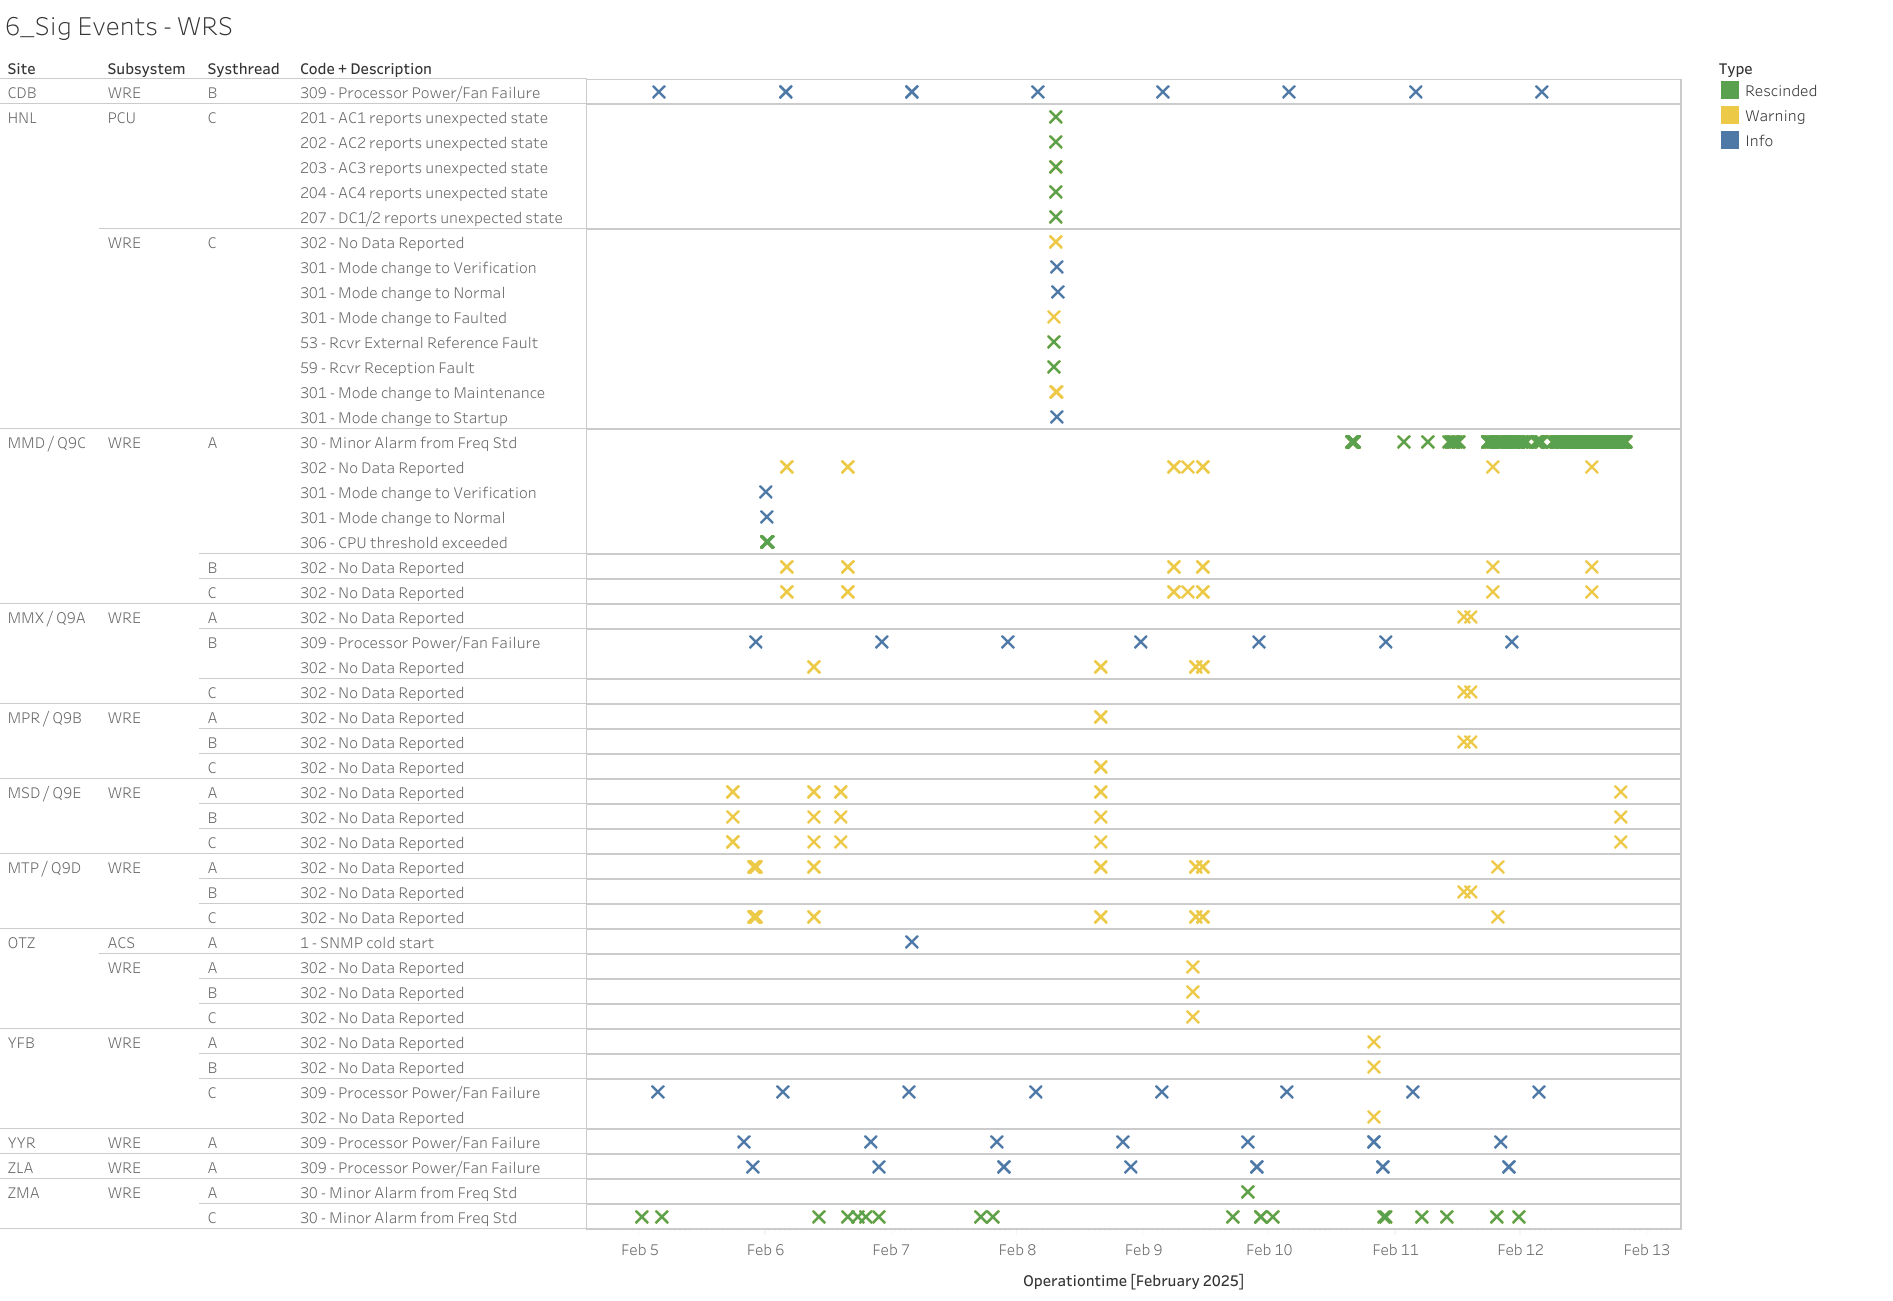 6_Sig Events - WRS
Site Subsystem Systhread Code + Description Type
CDB WRE B 309 - Processor Power/Fan Failure Rescinded
HNL PCU C 201 - AC1 reports unexpected state Warning
202 - AC2 reports unexpected state Info
203 - AC3 reports unexpected state
204 - AC4 reports unexpected state
207 - DC1/2 reports unexpected state
WRE C 302 - No Data Reported
301 - Mode change to Verification
301 - Mode change to Normal
301 - Mode change to Faulted
53 - Rcvr External Reference Fault
59 - Rcvr Reception Fault
301 - Mode change to Maintenance
301 - Mode change to Startup
MMD / Q9C WRE A 30 - Minor Alarm from Freq Std
302 - No Data Reported
301 - Mode change to Verification
301 - Mode change to Normal
306 - CPU threshold exceeded
B 302 - No Data Reported
C 302 - No Data Reported
MMX / Q9A WRE A 302 - No Data Reported
B 309 - Processor Power/Fan Failure
302 - No Data Reported
C 302 - No Data Reported
MPR / Q9B WRE A 302 - No Data Reported
B 302 - No Data Reported
C 302 - No Data Reported
MSD / Q9E WRE A 302 - No Data Reported
B 302 - No Data Reported
C 302 - No Data Reported
MTP / Q9D WRE A 302 - No Data Reported
B 302 - No Data Reported
C 302 - No Data Reported
OTZ ACS A 1 - SNMP cold start
WRE A 302 - No Data Reported
B 302 - No Data Reported
C 302 - No Data Reported
YFB WRE A 302 - No Data Reported
B 302 - No Data Reported
C 309 - Processor Power/Fan Failure
302 - No Data Reported
YYR WRE A 309 - Processor Power/Fan Failure
ZLA WRE A 309 - Processor Power/Fan Failure
ZMA WRE A 30 - Minor Alarm from Freq Std
C 30 - Minor Alarm from Freq Std
Feb 5 Feb 6 Feb 7 Feb 8 Feb 9 Feb 10 Feb 11 Feb 12 Feb 13
Operationtime [February 2025]